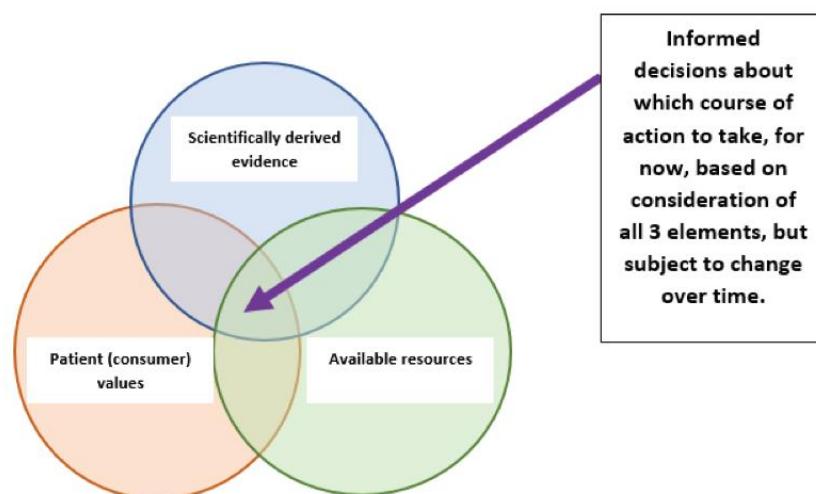 Scientifically derived
evidence
Patient (consumer)
values
Available resources
Informed
decisions about
which course of
action to take, for
now, based on
consideration of
all 3 elements, but
subject to change
over time.